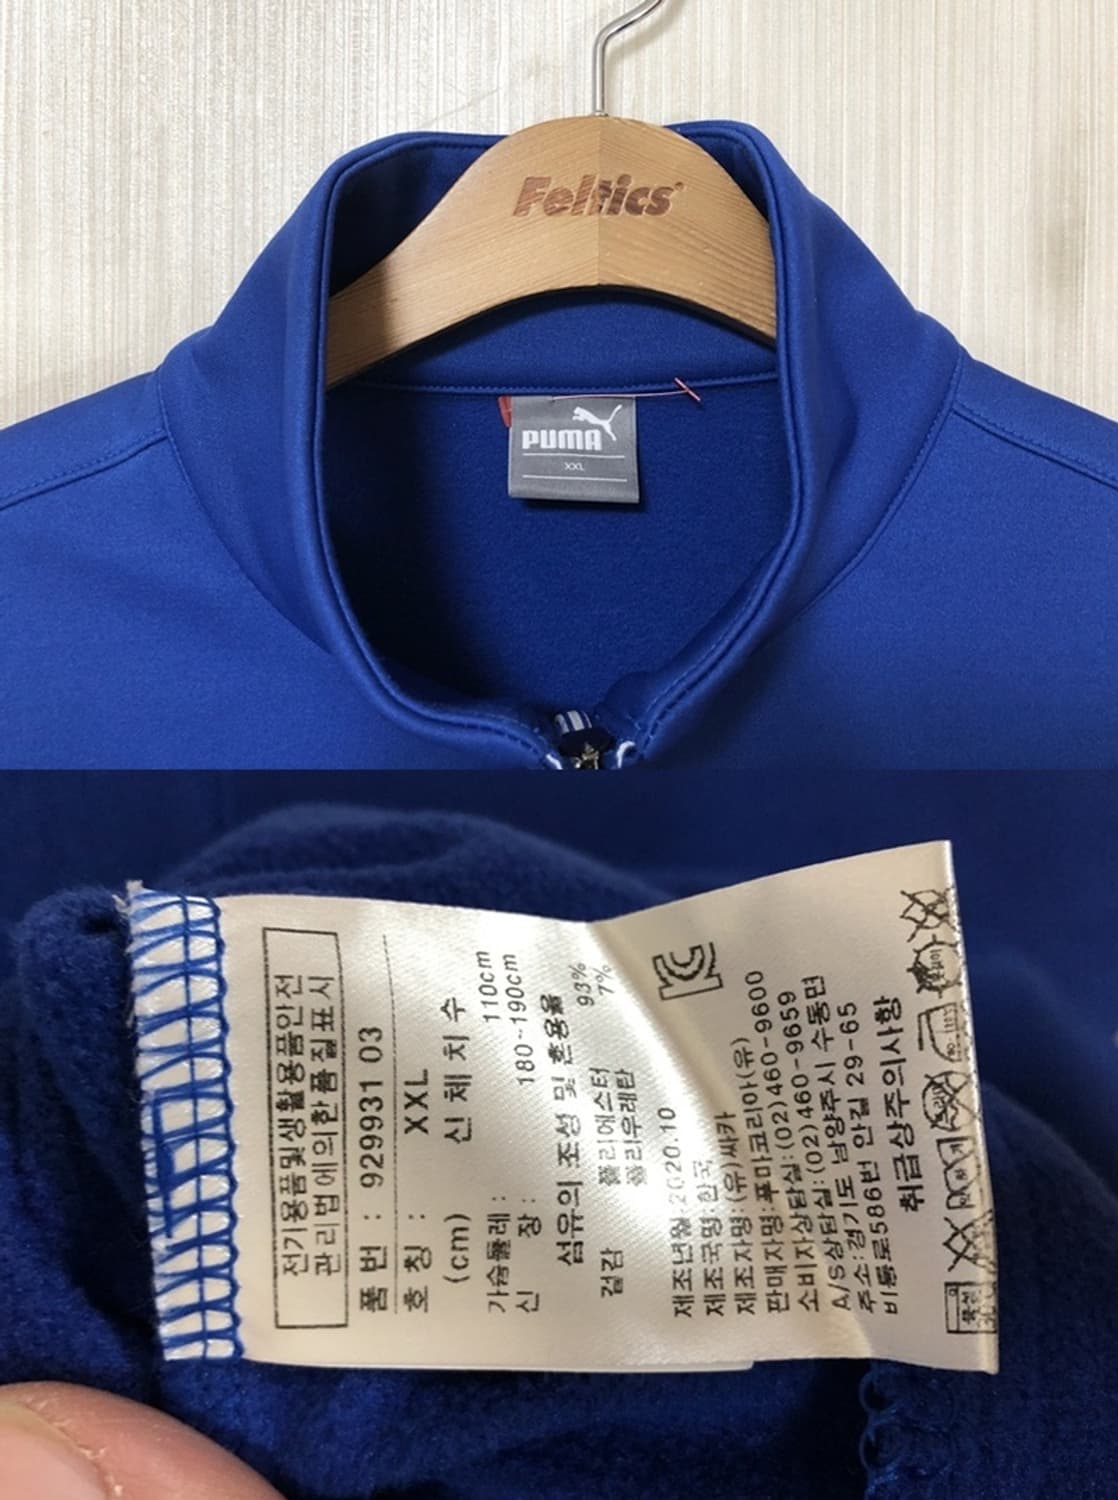 Feltics
PUMA
XXL
전기용품및생활용품안전
관리법에의한품질표시
품 번 : 929931 03
호 칭 : XXL
(cm) 신체치수
가슴둘레 : 110cm
신 장 : 180~190cm
섬유의 조성 및 혼용율
겉감 폴리에스터 93%
폴리우레탄 7%
제조년월:2020.10
제조국명:한국
제조자명:(유)싸카
판매자명:푸마코리아(유)
소비자상담실:(02)460-9600
A/S상담실:(02)460-9659
주소:경기도 남양주시 수동면
비룡로586번 안길 29-65
취급상주의사항